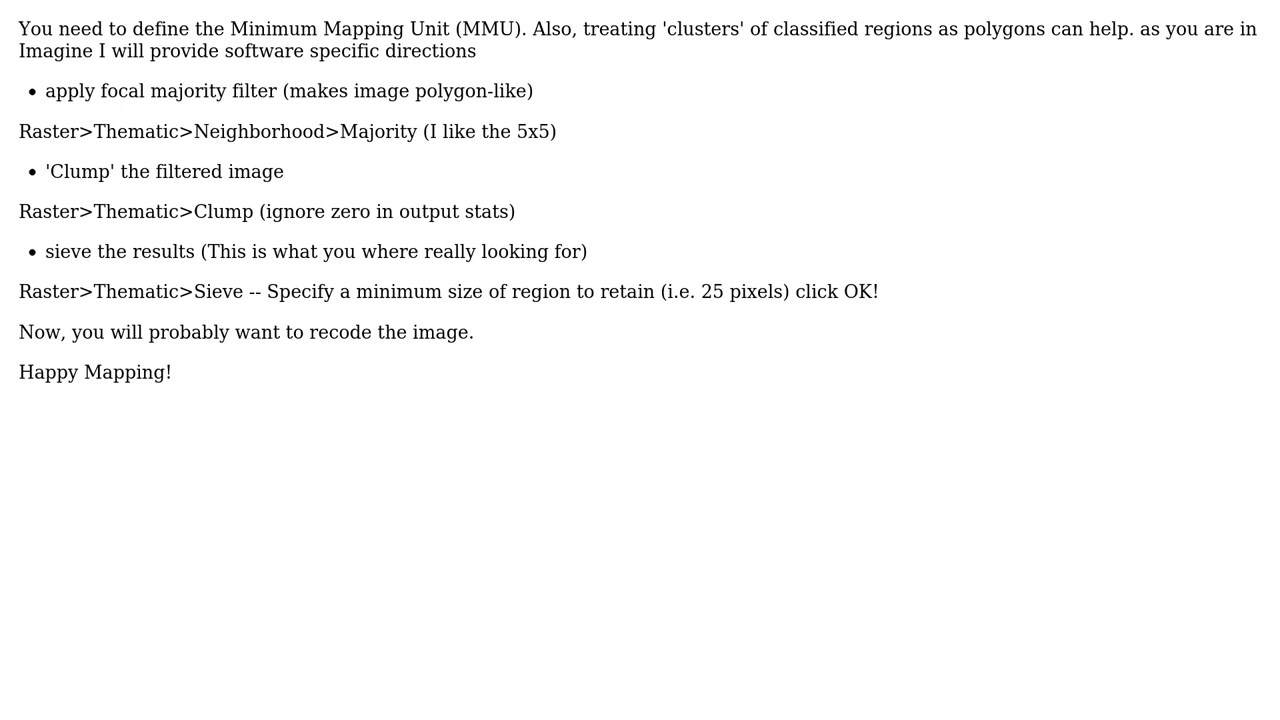 You need to define the Minimum Mapping Unit (MMU). Also, treating 'clusters' of classified regions as polygons can help. as you are in
Imagine I will provide software specific directions
• apply focal majority filter (makes image polygon-like)
Raster>Thematic>Neighborhood>Majority (I like the 5x5)
• 'Clump' the filtered image
Raster>Thematic>Clump (ignore zero in output stats)
• sieve the results (This is what you where really looking for)
Raster>Thematic>Sieve -- Specify a minimum size of region to retain (i.e. 25 pixels) click OK!
Now, you will probably want to recode the image.
Happy Mapping!